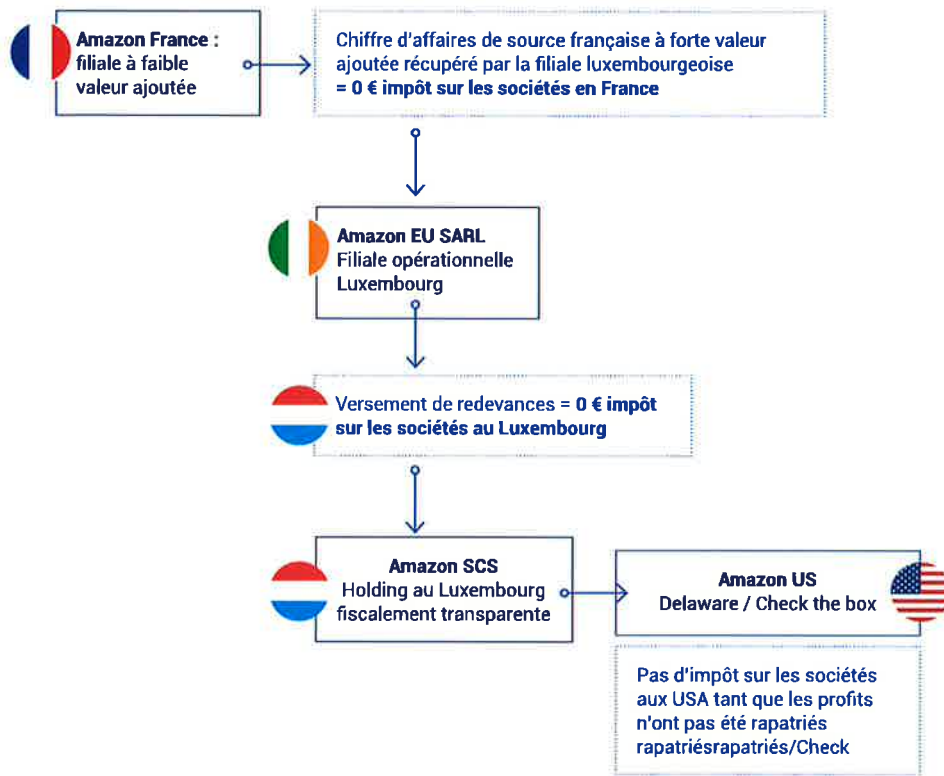 Amazon France :
filiale à faible
valeur ajoutée
Chiffre d'affaires de source française à forte valeur
ajoutée récupéré par la filiale luxembourgeoise
= 0 € impôt sur les sociétés en France
Amazon EU SARL
Filiale opérationnelle
Luxembourg
Versement de redevances = 0 € impôt
sur les sociétés au Luxembourg
Amazon SCS
Holding au Luxembourg
fiscalement transparente
Amazon US
Delaware / Check the box
Pas d'impôt sur les sociétés
aux USA tant que les profits
n'ont pas été rapatriés
rapatriésrapatriés/Check